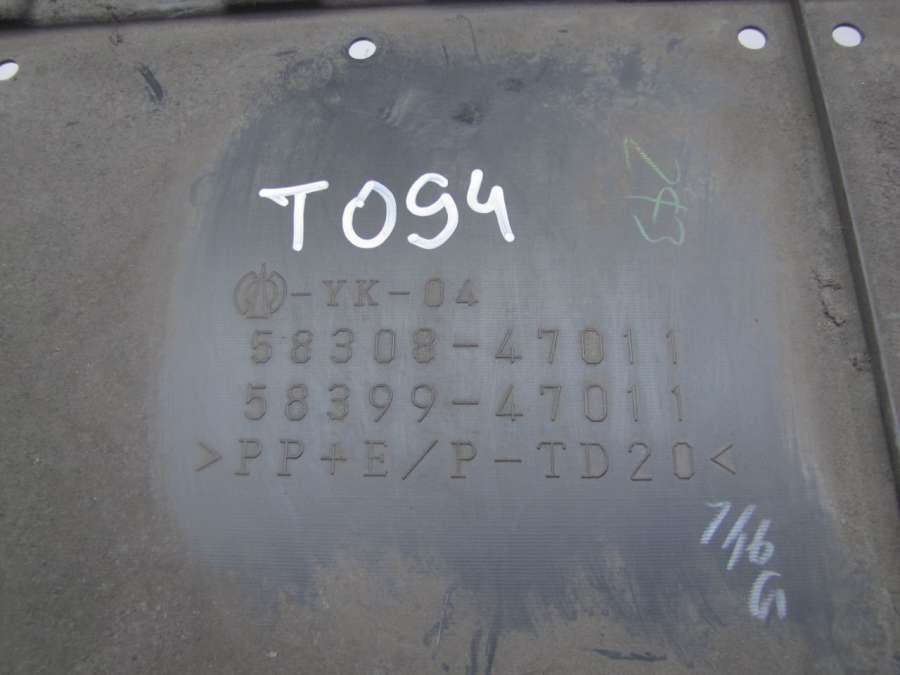 T094
-YK-04
58308-47011
58399-47011
>PP+E/P-TD20<